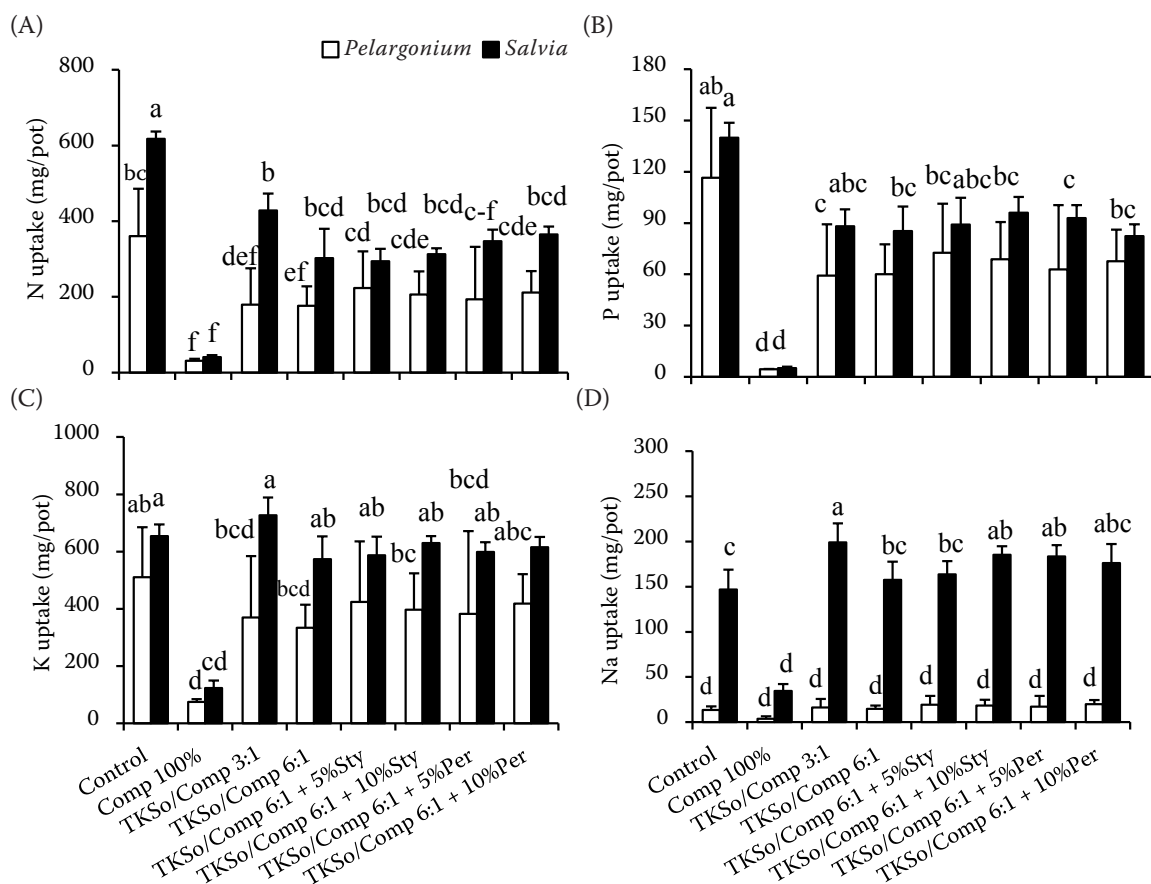 (A)
Pelargonium Salvia
N uptake (mg/pot)
800
600
400
200
0
bc a
f f
def b
ef bcd
cd bcd
cde bcd
c-f bcd
cde bcd
(B)
P uptake (mg/pot)
180
150
120
90
60
30
0
ab a
d d
c abc
bc
bc abc
bc
c
bc
(C)
K uptake (mg/pot)
1000
800
600
400
200
0
ab a
d cd
bcd a
bcd ab
ab
bc ab
bcd ab
abc
Control
Comp 100%
TKSo/Comp 3:1
TKSo/Comp 6:1
TKSo/Comp 6:1 + 5%Sty
TKSo/Comp 6:1 + 10%Sty
TKSo/Comp 6:1 + 5%Per
TKSo/Comp 6:1 + 10%Per
(D)
Na uptake (mg/pot)
300
250
200
150
100
50
0
d c
d d
d a
d bc
d bc
d ab
d ab
d abc
Control
Comp 100%
TKSo/Comp 3:1
TKSo/Comp 6:1
TKSo/Comp 6:1 + 5%Sty
TKSo/Comp 6:1 + 10%Sty
TKSo/Comp 6:1 + 5%Per
TKSo/Comp 6:1 + 10%Per